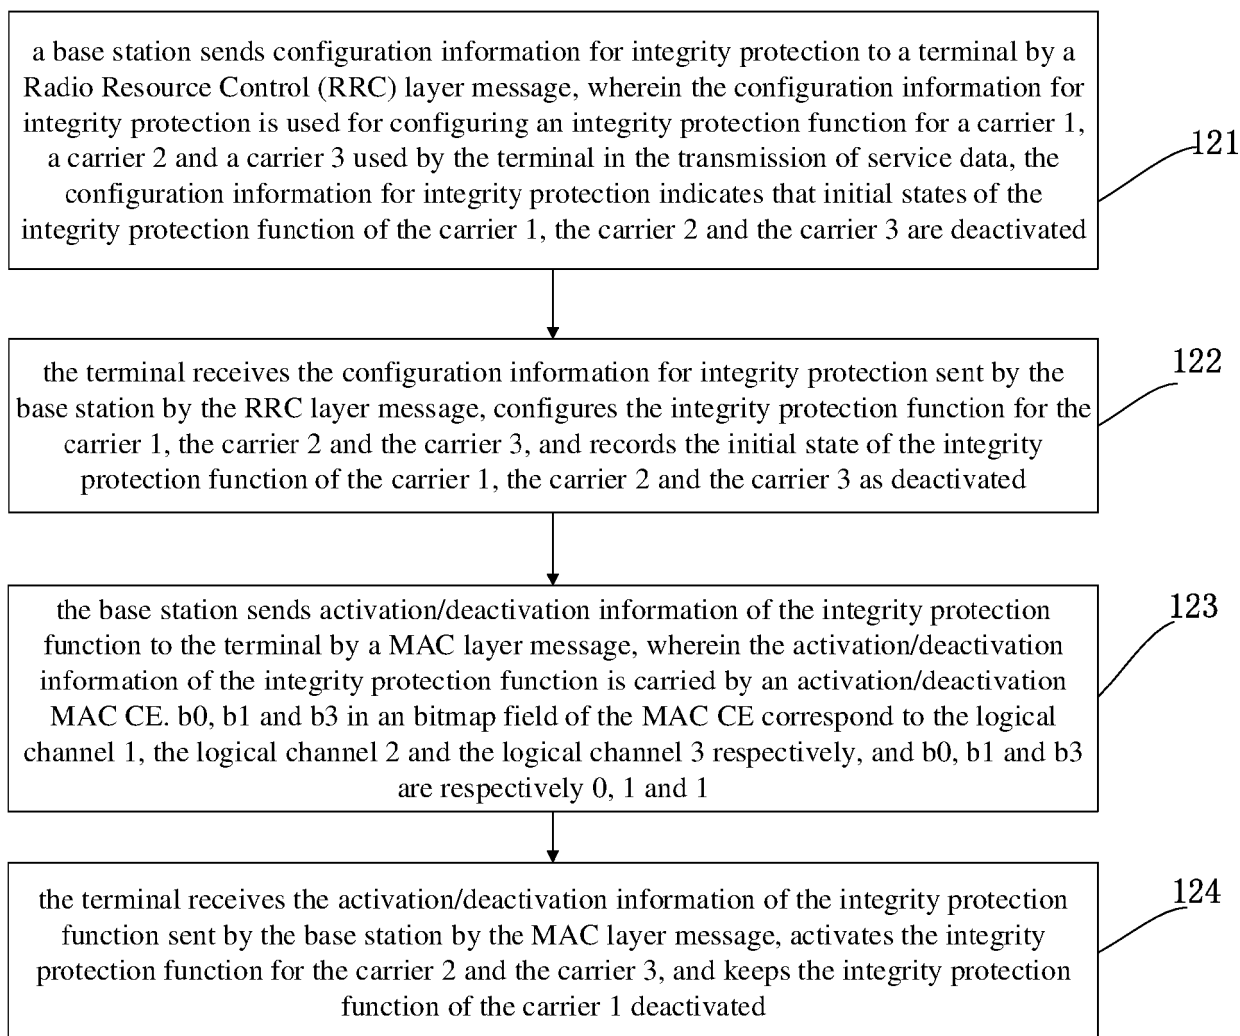 a base station sends configuration information for integrity protection to a terminal by a
Radio Resource Control (RRC) layer message, wherein the configuration information for
integrity protection is used for configuring an integrity protection function for a carrier 1,
a carrier 2 and a carrier 3 used by the terminal in the transmission of service data, the
configuration information for integrity protection indicates that initial states of the
integrity protection function of the carrier 1, the carrier 2 and the carrier 3 are deactivated
121
the terminal receives the configuration information for integrity protection sent by the
base station by the RRC layer message, configures the integrity protection function for the
carrier 1, the carrier 2 and the carrier 3, and records the initial state of the integrity
protection function of the carrier 1, the carrier 2 and the carrier 3 as deactivated
122
the base station sends activation/deactivation information of the integrity protection
function to the terminal by a MAC layer message, wherein the activation/deactivation
information of the integrity protection function is carried by an activation/deactivation
MAC CE. b0, b1 and b3 in an bitmap field of the MAC CE correspond to the logical
channel 1, the logical channel 2 and the logical channel 3 respectively, and b0, b1 and b3
are respectively 0, 1 and 1
123
the terminal receives the activation/deactivation information of the integrity protection
function sent by the base station by the MAC layer message, activates the integrity
protection function for the carrier 2 and the carrier 3, and keeps the integrity protection
function of the carrier 1 deactivated
124